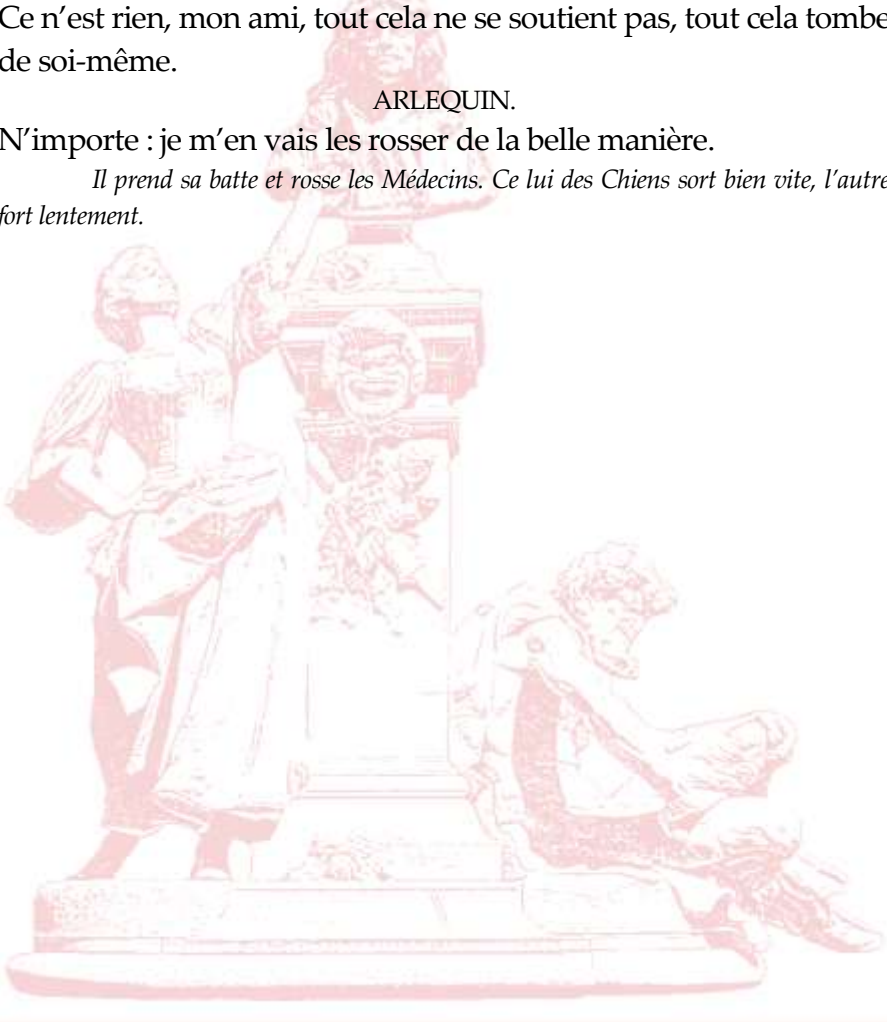 Ce n’est rien, mon ami, tout cela ne se soutient pas, tout cela tombe
de soi-même.
ARLEQUIN.
N’importe : je m’en vais les rosser de la belle manière.
Il prend sa batte et rosse les Médecins. Ce lui des Chiens sort bien vite, l’autre
fort lentement.